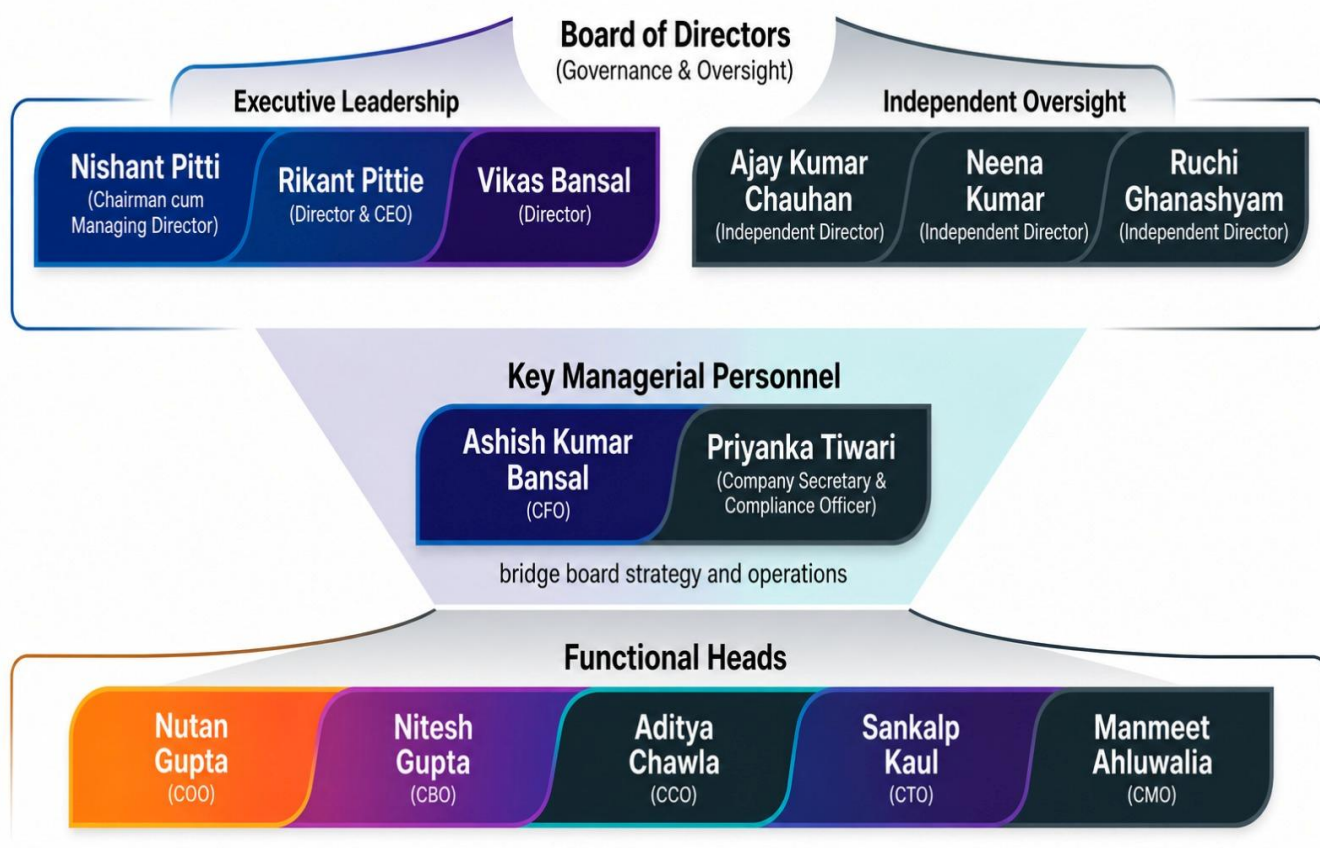 Board of Directors
(Governance & Oversight)
Executive Leadership
Independent Oversight
Nishant Pitti
(Chairman cum
Managing Director)
Rikant Pittie
(Director & CEO)
Vikas Bansal
(Director)
Ajay Kumar
Chauhan
(Independent Director)
Neena
Kumar
(Independent Director)
Ruchi
Ghanashyam
(Independent Director)
Key Managerial Personnel
Ashish Kumar
Bansal
(CFO)
Priyanka Tiwari
(Company Secretary &
Compliance Officer)
bridge board strategy and operations
Functional Heads
Nutan
Gupta
(COO)
Nitesh
Gupta
(CBO)
Aditya
Chawla
(CCO)
Sankalp
Kaul
(CTO)
Manmeet
Ahluwalia
(CMO)